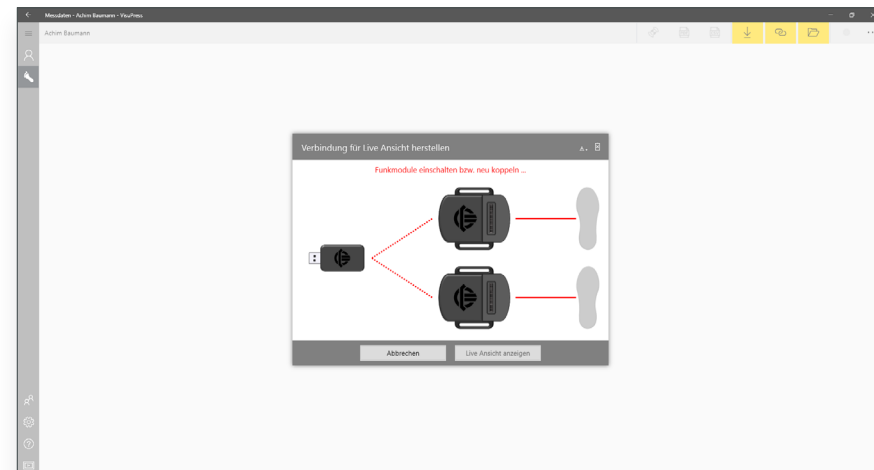 Messdaten - Achim Baumann - VisuPress
Achim Baumann
Verbindung für Live Ansicht herstellen
Funkmodule einschalten bzw. neu koppeln ...
Abbrechen
Live Ansicht anzeigen